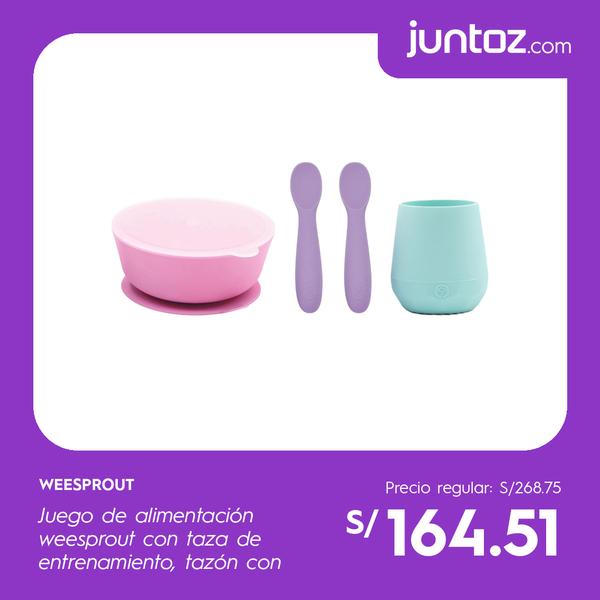 juntoz.com
WEESPROUT
Juego de alimentación
weesprout con taza de
entrenamiento, tazón con
Precio regular: S/268.75
S/164.51